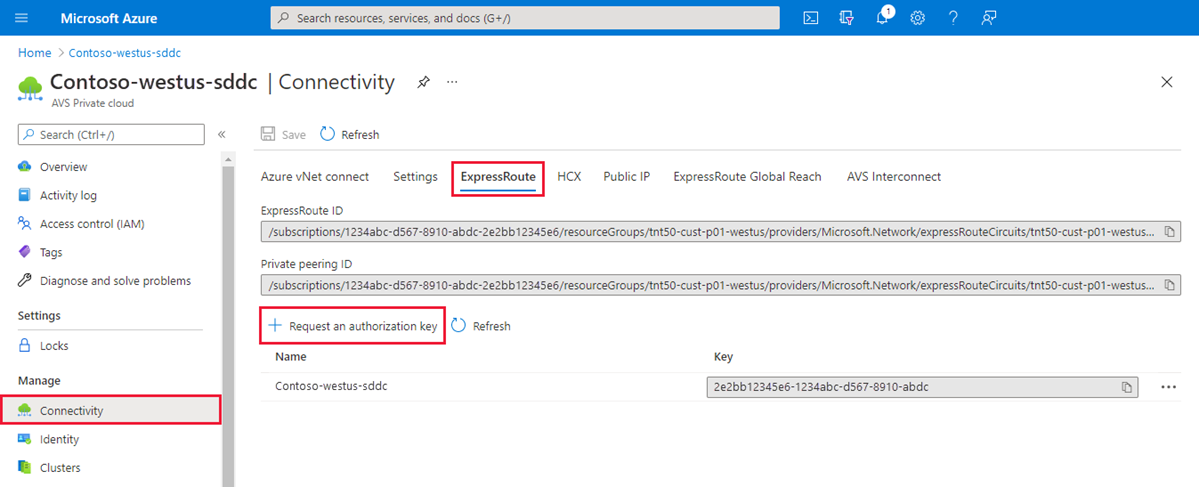 Microsoft Azure
Search resources, services, and docs (G+/)
1
Home > Contoso-westus-sddc
Contoso-westus-sddc | Connectivity
AVS Private cloud
Search (Ctrl+/)
Overview
Activity log
Access control (IAM)
Tags
Diagnose and solve problems
Settings
Locks
Manage
Connectivity
Identity
Clusters
Save Refresh
Azure vNet connect Settings ExpressRoute HCX Public IP ExpressRoute Global Reach AVS Interconnect
ExpressRoute ID
/subscriptions/1234abc-d567-8910-abdc-2e2bb12345e6/resourceGroups/tnt50-cust-p01-westus/providers/Microsoft.Network/expressRouteCircuits/tnt50-cust-p01-westus...
Private peering ID
/subscriptions/1234abc-d567-8910-abdc-2e2bb12345e6/resourceGroups/tnt50-cust-p01-westus/providers/Microsoft.Network/expressRouteCircuits/tnt50-cust-p01-westus...
+ Request an authorization key Refresh
Name Key
Contoso-westus-sddc 2e2bb12345e6-1234abc-d567-8910-abdc